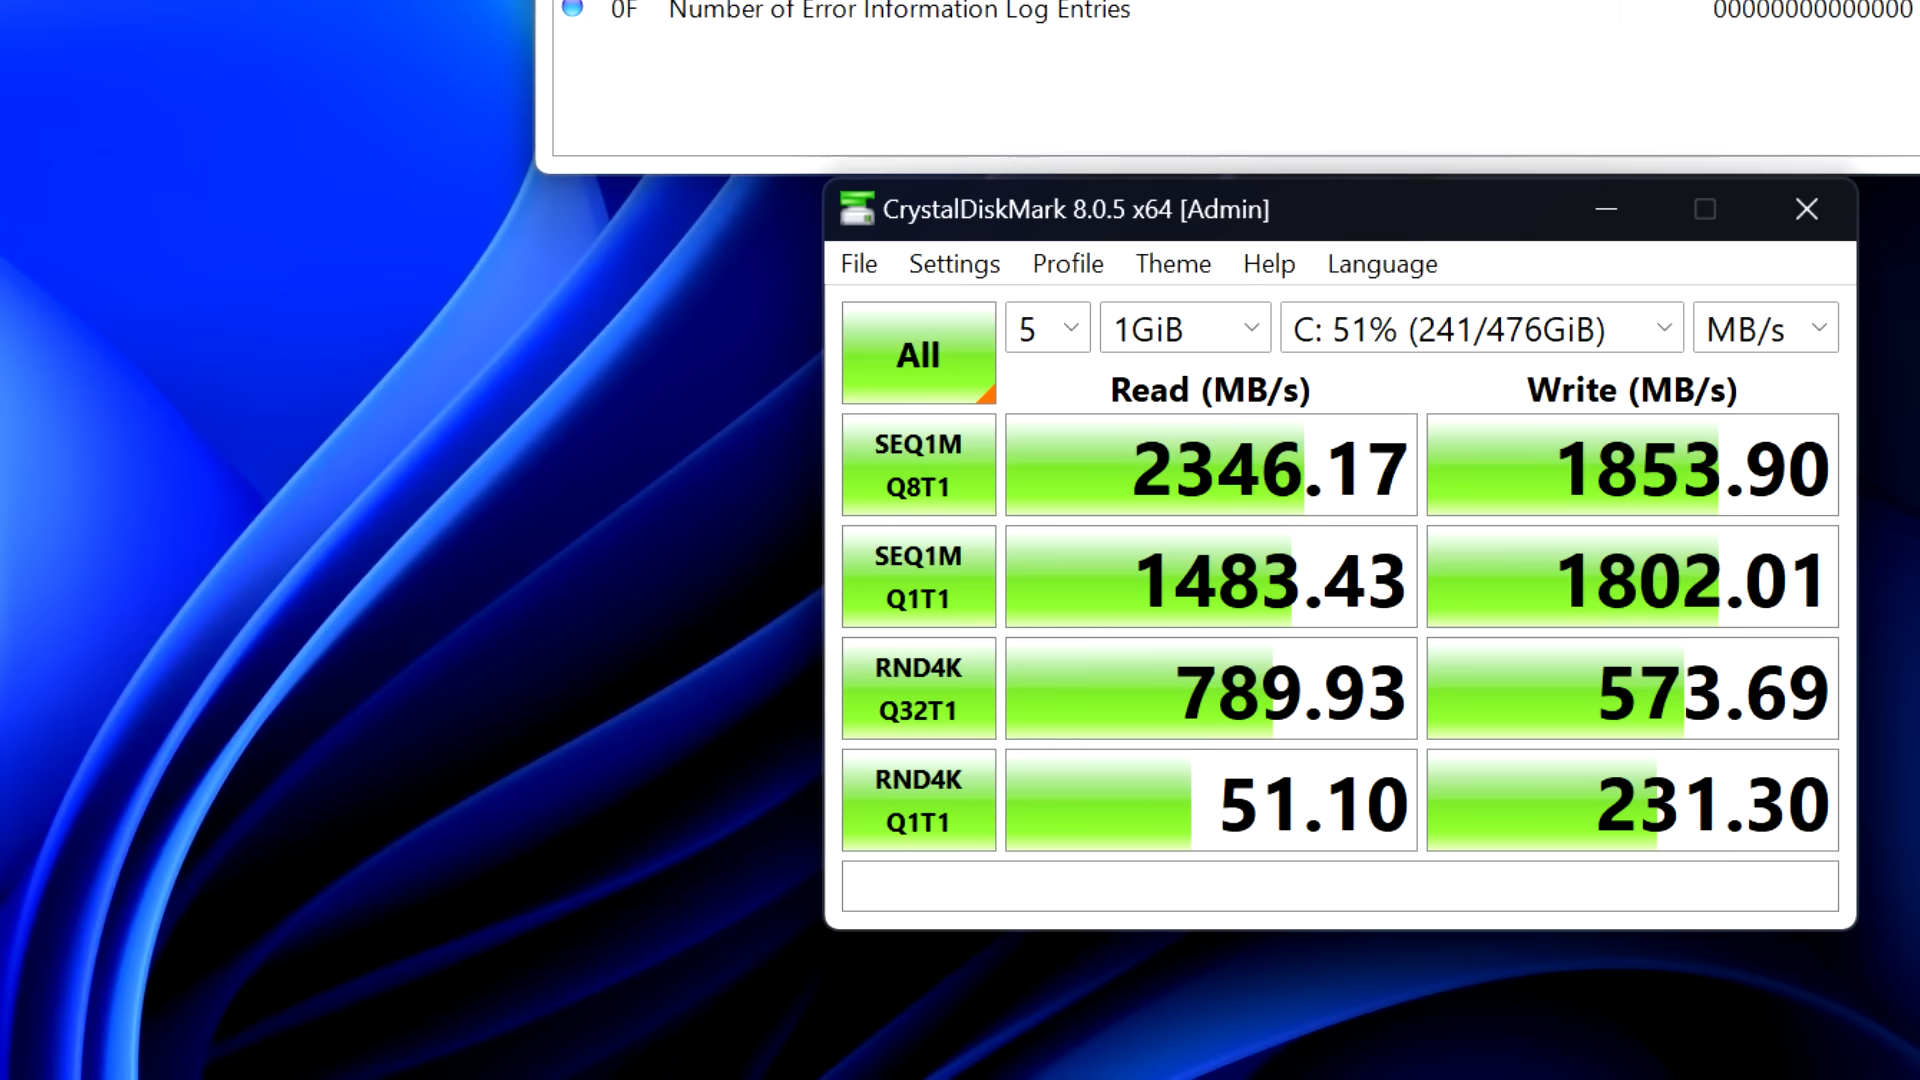 0F Number of Error Information Log Entries 00000000000000
CrystalDiskMark 8.0.5 x64 [Admin]
File Settings Profile Theme Help Language
All 5 1GiB C: 51% (241/476GiB) MB/s
Read (MB/s) Write (MB/s)
SEQ1M
Q8T1
2346.17 1853.90
SEQ1M
Q1T1
1483.43 1802.01
RND4K
Q32T1
789.93 573.69
RND4K
Q1T1
51.10 231.30